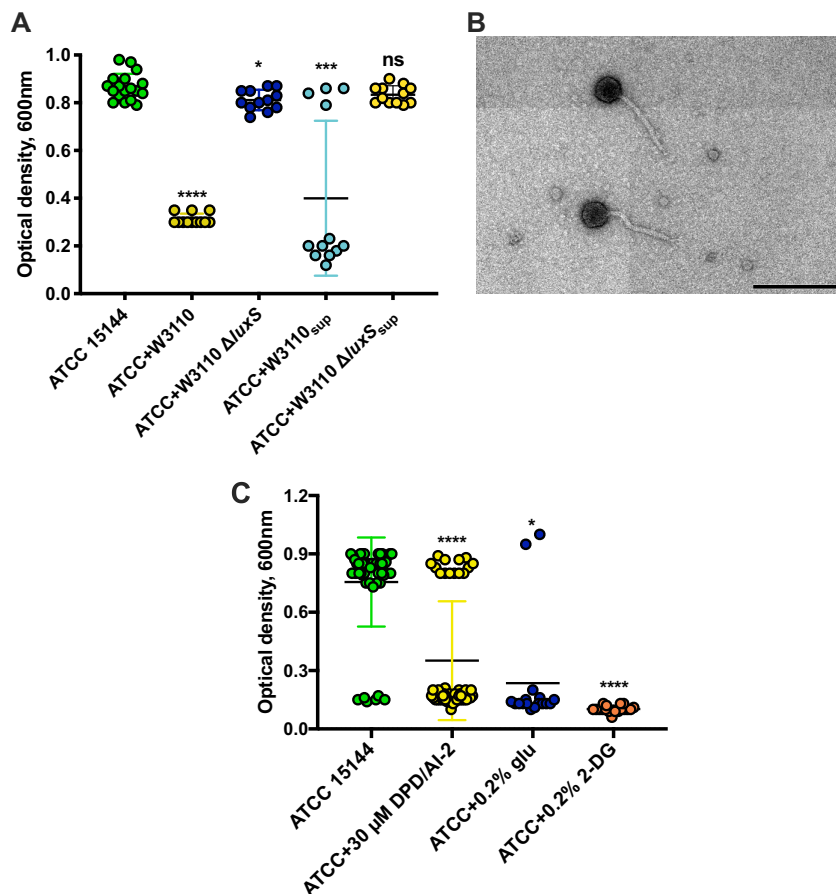 A
Optical density, 600nm
1.0
0.8
0.6
0.4
0.2
0.0
****
*
***
ns
ATCC 15144
ATCC+W3110
ATCC+W3110 ΔluxS
ATCC+W3110sup
ATCC+W3110 ΔluxSsup
B
C
Optical density, 600nm
1.2
0.9
0.6
0.3
0.0
****
*
****
ATCC 15144
ATCC+30 µM DPD/AI-2
ATCC+0.2% glu
ATCC+0.2% 2-DG